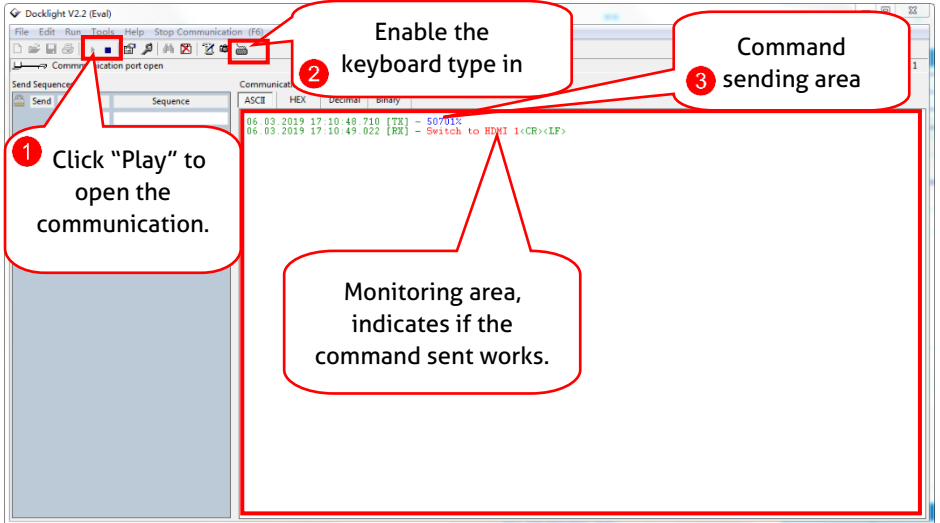 Docklight V2.2 (Eval)
File Edit Run Tools Help Stop Communication (F6)
Communication port open
1
Send Sequence
Communicati
Send
Sequence
ASCII HEX Decimal Binary
06.03.2019 17:10:48.710 [TX] - 50701%
06.03.2019 17:10:49.022 [RX] - Switch to HDMI 1<CR><LF>
1
Click “Play” to
open the
communication.
2
Enable the
keyboard type in
3
Command
sending area
Monitoring area,
indicates if the
command sent works.